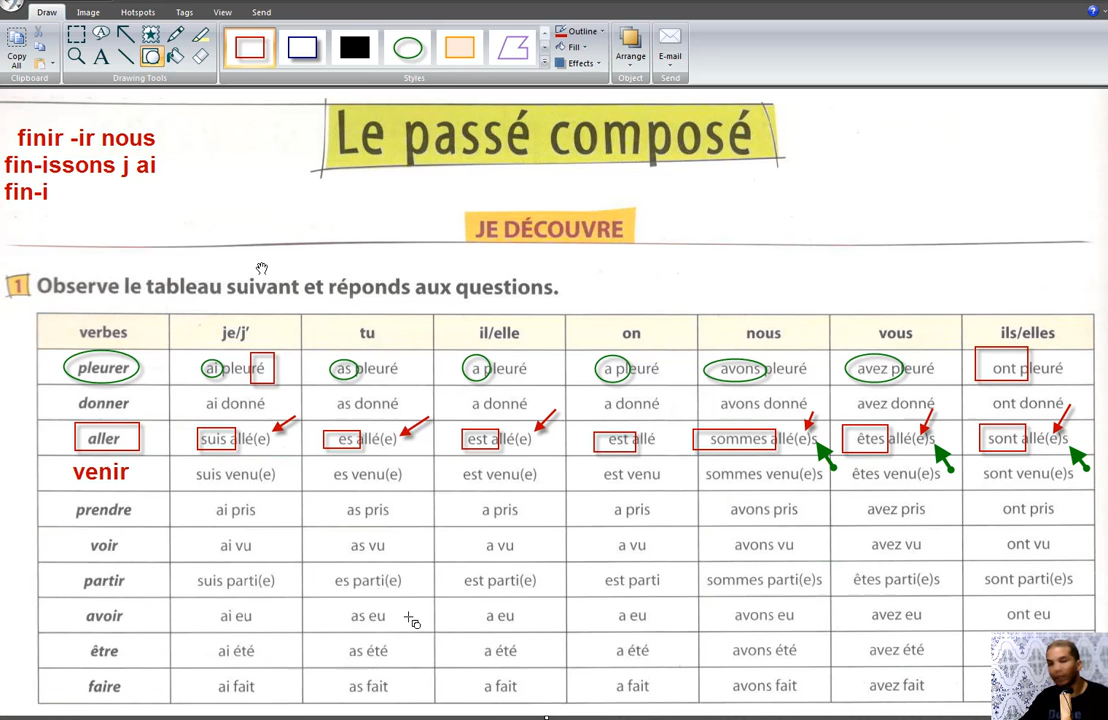 Draw Image Hotspots Tags View Send
Copy All
Clipboard
Drawing Tools
Styles
Outline
Fill
Effects
Arrange
Object
E-mail
Send
Le passé composé
finir -ir nous
fin-issons j ai
fin-i
JE DÉCOUVRE
1 Observe le tableau suivant et réponds aux questions.
verbes je/j' tu il/elle on nous vous ils/elles
pleurer ai pleuré as pleuré a pleuré a pleuré avons pleuré avez pleuré ont pleuré
donner ai donné as donné a donné a donné avons donné avez donné ont donné
aller suis allé(e) es allé(e) est allé(e) est allé sommes allé(e)s êtes allé(e)s sont allé(e)s
venir suis venu(e) es venu(e) est venu(e) est venu sommes venu(e)s êtes venu(e)s sont venu(e)s
prendre ai pris as pris a pris a pris avons pris avez pris ont pris
voir ai vu as vu a vu a vu avons vu avez vu ont vu
partir suis parti(e) es parti(e) est parti(e) est parti sommes parti(e)s êtes parti(e)s sont parti(e)s
avoir ai eu as eu a eu a eu avons eu avez eu ont eu
être ai été as été a été a été avons été avez été
faire ai fait as fait a fait a fait avons fait avez fait